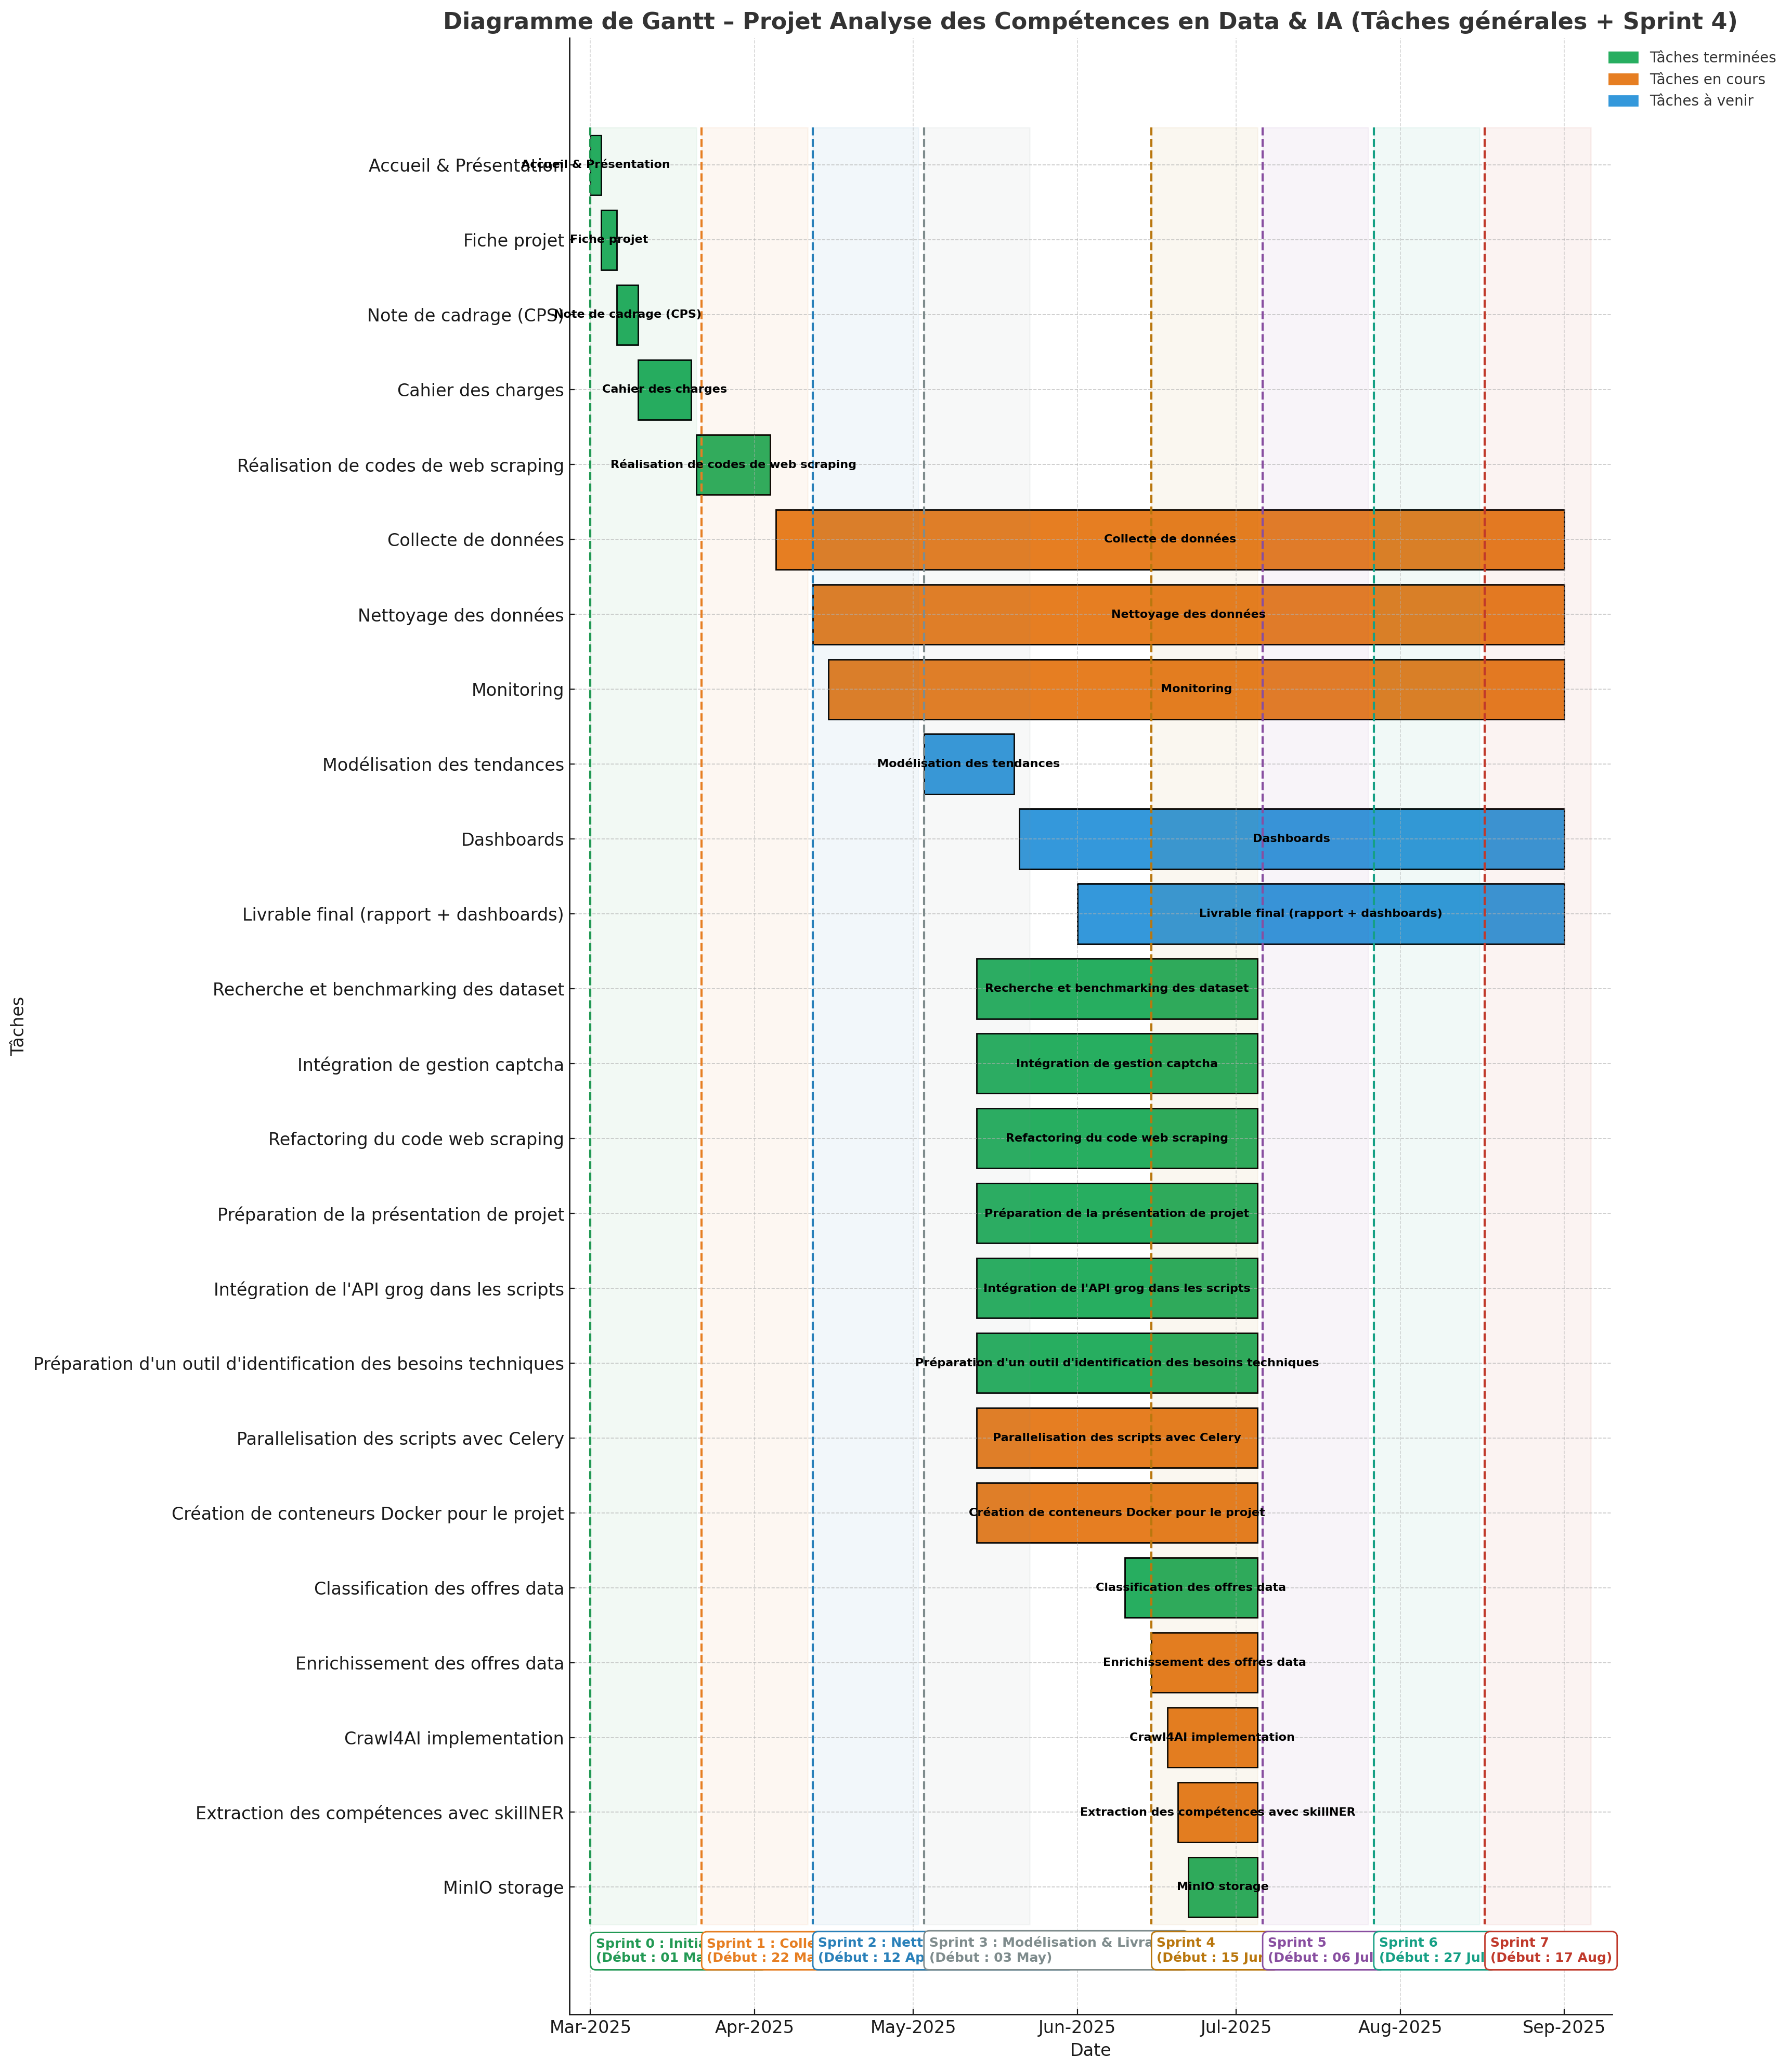 Diagramme de Gantt – Projet Analyse des Compétences en Data & IA (Tâches générales + Sprint 4)
Tâches terminées
Tâches en cours
Tâches à venir
Tâches
Accueil & Présentation
Accueil & Présentation
Fiche projet
Fiche projet
Note de cadrage (CPS)
Note de cadrage (CPS)
Cahier des charges
Cahier des charges
Réalisation de codes de web scraping
Réalisation de codes de web scraping
Collecte de données
Collecte de données
Nettoyage des données
Nettoyage des données
Monitoring
Monitoring
Modélisation des tendances
Modélisation des tendances
Dashboards
Dashboards
Livrable final (rapport + dashboards)
Livrable final (rapport + dashboards)
Recherche et benchmarking des dataset
Recherche et benchmarking des dataset
Intégration de gestion captcha
Intégration de gestion captcha
Refactoring du code web scraping
Refactoring du code web scraping
Préparation de la présentation de projet
Préparation de la présentation de projet
Intégration de l'API grog dans les scripts
Intégration de l'API grog dans les scripts
Préparation d'un outil d'identification des besoins techniques
Préparation d'un outil d'identification des besoins techniques
Parallelisation des scripts avec Celery
Parallelisation des scripts avec Celery
Création de conteneurs Docker pour le projet
Création de conteneurs Docker pour le projet
Classification des offres data
Classification des offres data
Enrichissement des offres data
Enrichissement des offres data
Crawl4AI implementation
Crawl4AI implementation
Extraction des compétences avec skillNER
Extraction des compétences avec skillNER
MinIO storage
MinIO storage
Sprint 0 : Initia
(Début : 01 Ma
Sprint 1 : Colle
(Début : 22 Ma
Sprint 2 : Nett
(Début : 12 Ap
Sprint 3 : Modélisation & Livra
(Début : 03 May)
Sprint 4
(Début : 15 Jun
Sprint 5
(Début : 06 Jul
Sprint 6
(Début : 27 Jul
Sprint 7
(Début : 17 Aug)
Mar-2025 Apr-2025 May-2025 Jun-2025 Jul-2025 Aug-2025 Sep-2025
Date